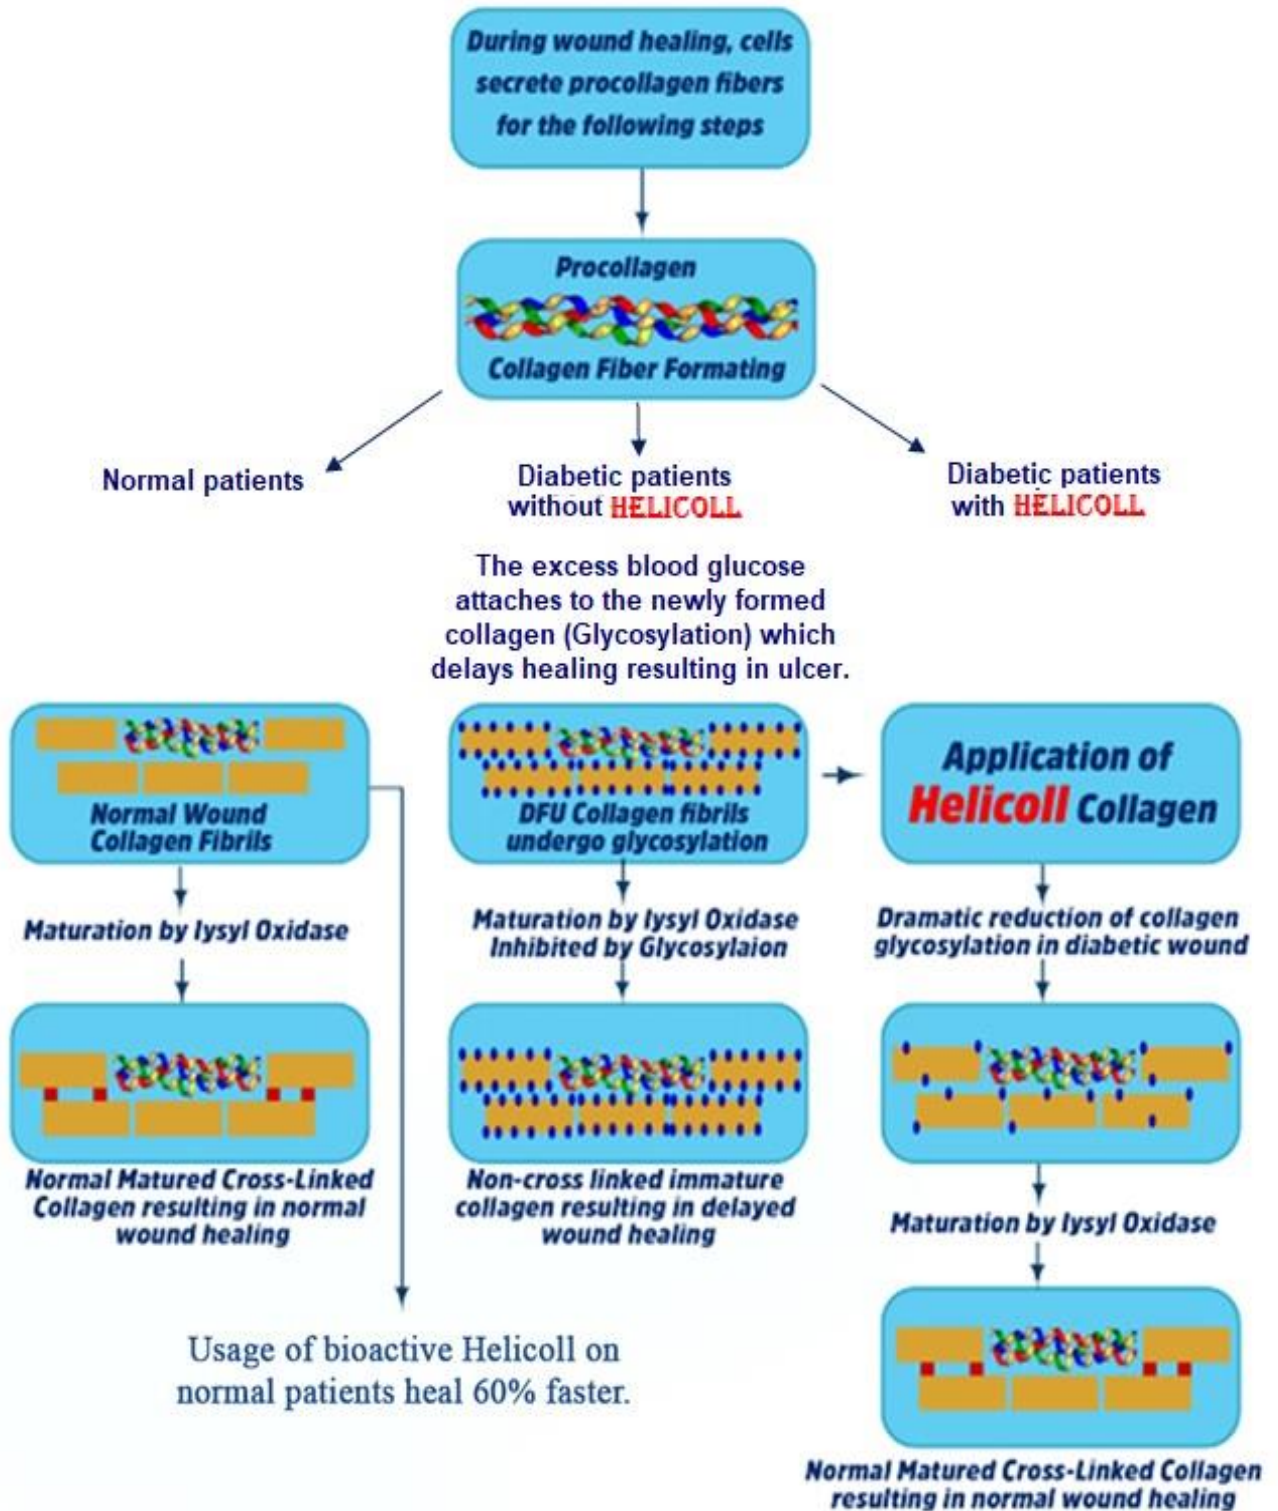 During wound healing, cells
secrete procollagen fibers
for the following steps
Procollagen
Collagen Fiber Formating
Normal patients
Diabetic patients
without HELICOLL
Diabetic patients
with HELICOLL
The excess blood glucose
attaches to the newly formed
collagen (Glycosylation) which
delays healing resulting in ulcer.
Normal Wound
Collagen Fibrils
Maturation by lysyl Oxidase
Normal Matured Cross-Linked
Collagen resulting in normal
wound healing
Usage of bioactive Helicoll on
normal patients heal 60% faster.
DFU Collagen fibrils
undergo glycosylation
Maturation by lysyl Oxidase
Inhibited by Glycosylaion
Non-cross linked immature
collagen resulting in delayed
wound healing
Application of
Helicoll Collagen
Dramatic reduction of collagen
glycosylation in diabetic wound
Maturation by lysyl Oxidase
Normal Matured Cross-Linked Collagen
resulting in normal wound healing